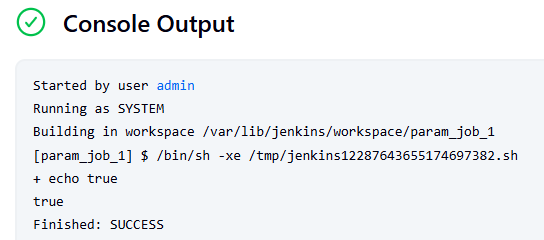 Console Output
Started by user admin
Running as SYSTEM
Building in workspace /var/lib/jenkins/workspace/param_job_1
[param_job_1] $ /bin/sh -xe /tmp/jenkins12287643655174697382.sh
+ echo true
true
Finished: SUCCESS